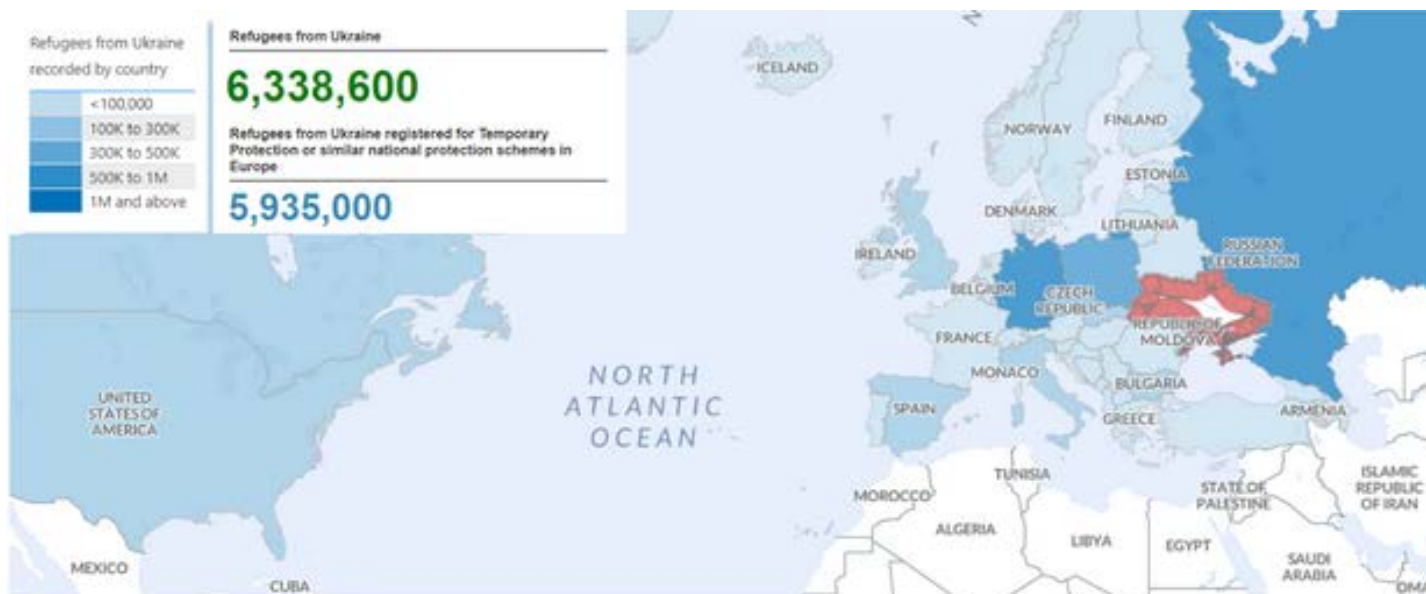 Refugees from Ukraine
recorded by country
<100,000
100K to 300K
300K to 500K
500K to 1M
1M and above
Refugees from Ukraine
6,338,600
Refugees from Ukraine registered for Temporary
Protection or similar national protection schemes in
Europe
5,935,000
ICELAND
NORWAY
FINLAND
ESTONIA
DENMARK
LITHUANIA
IRELAND
RUSSIAN
FEDERATION
BELGIUM
CZECH
REPUBLIC
FRANCE
REPUBLIC OF
MOLDOVA
MONACO
BULGARIA
UNITED
STATES OF
AMERICA
NORTH
ATLANTIC
OCEAN
SPAIN
GREECE
ARMENIA
TUNISIA
MOROCCO
STATE OF
PALESTINE
ISLAMIC
REPUBLIC
OF IRAN
ALGERIA
LIBYA
EGYPT
SAUDI
ARABIA
MEXICO
CUBA